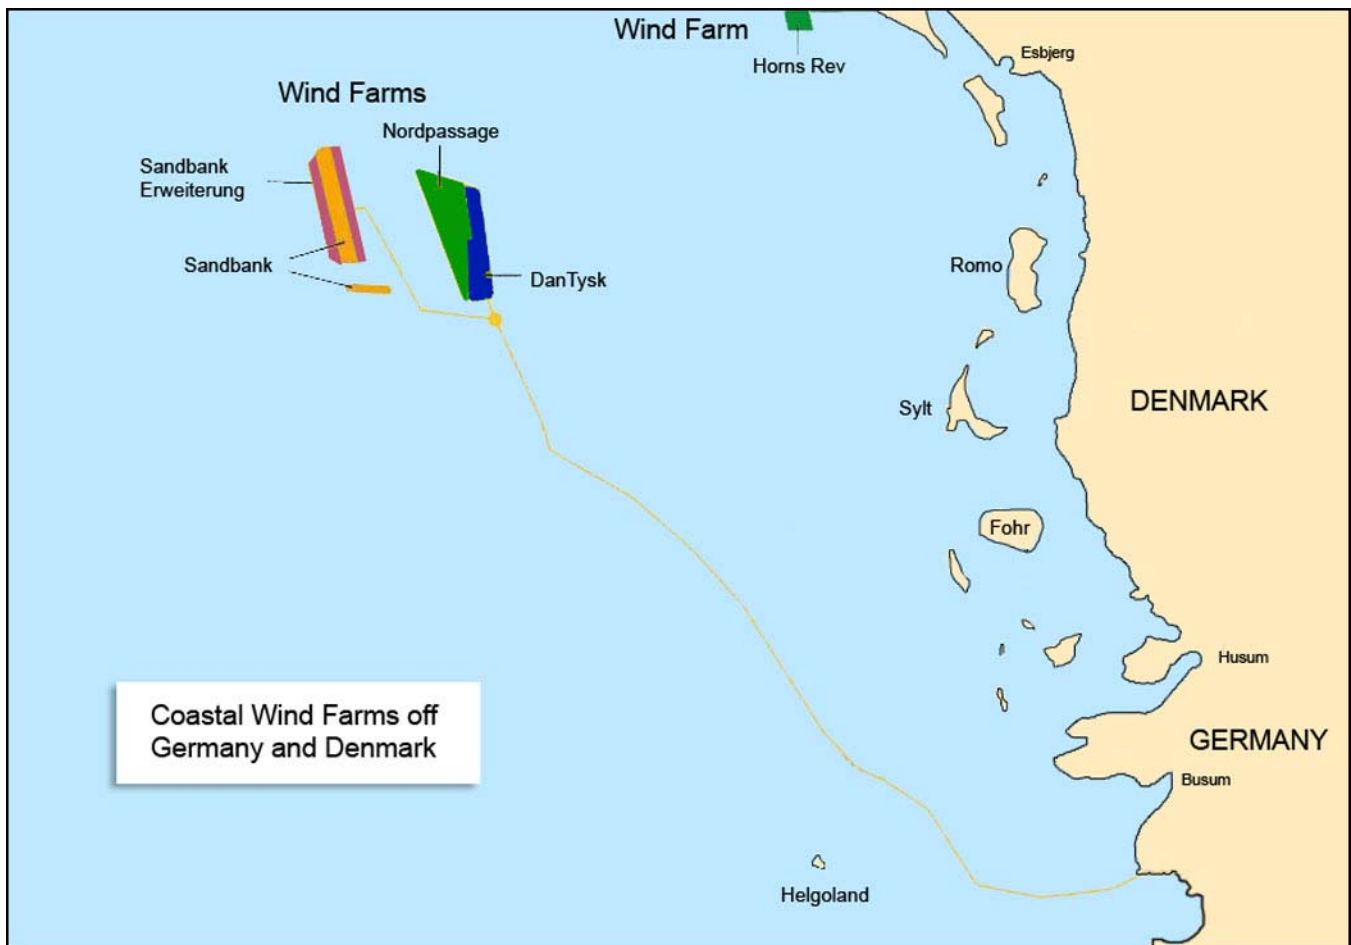 Wind Farm
Esbjerg
Horns Rev
Wind Farms
Nordpassage
Sandbank
Erweiterung
Sandbank
DanTysk
Romo
DENMARK
Sylt
Fohr
Husum
Coastal Wind Farms off
Germany and Denmark
GERMANY
Busum
Helgoland